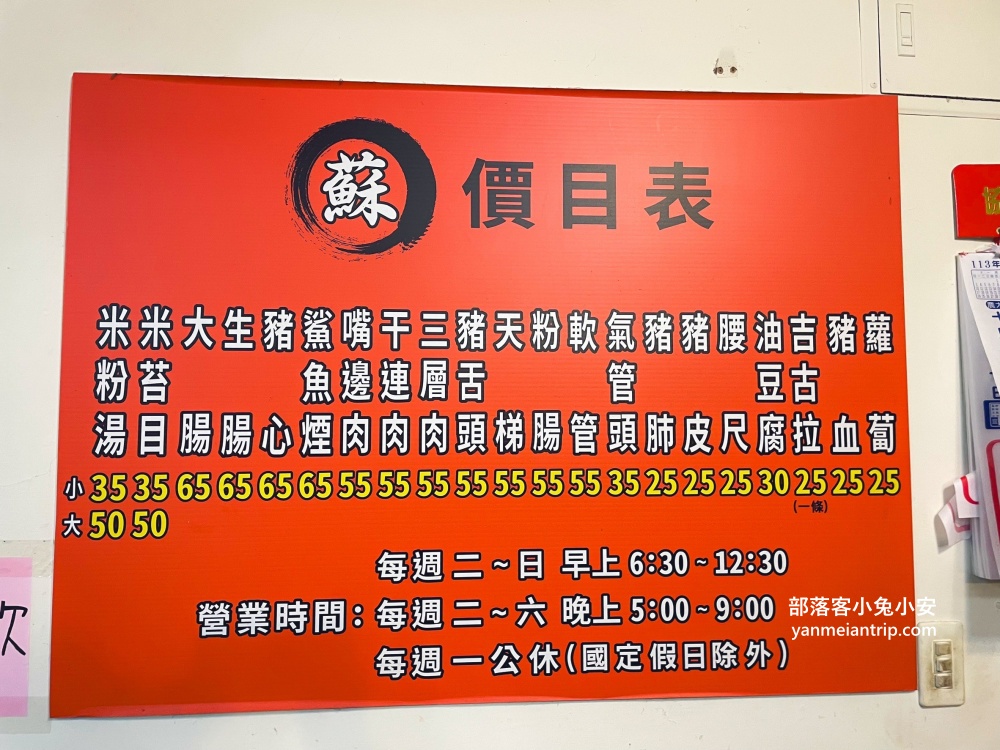 蘇
價目表
米粉湯
米苔目
大腸
生腸
豬心
鯊魚煙
嘴邊肉
干連肉
三層肉
豬舌頭
天梯
粉腸
軟管
氣管頭
豬肺
豬皮
腰尺
油豆腐
吉古拉
豬血
蘿蔔
小 35 35 65 65 65 65 55 55 55 55 55 55 55 35 25 25 25 30 25 25 25
(一條)
大 50 50
每週二~日 早上 6:30~12:30
營業時間:每週二~六 晚上 5:00~9:00
每週一公休(國定假日除外)
部落客小兔小安
yanmeiantrip.com
113年